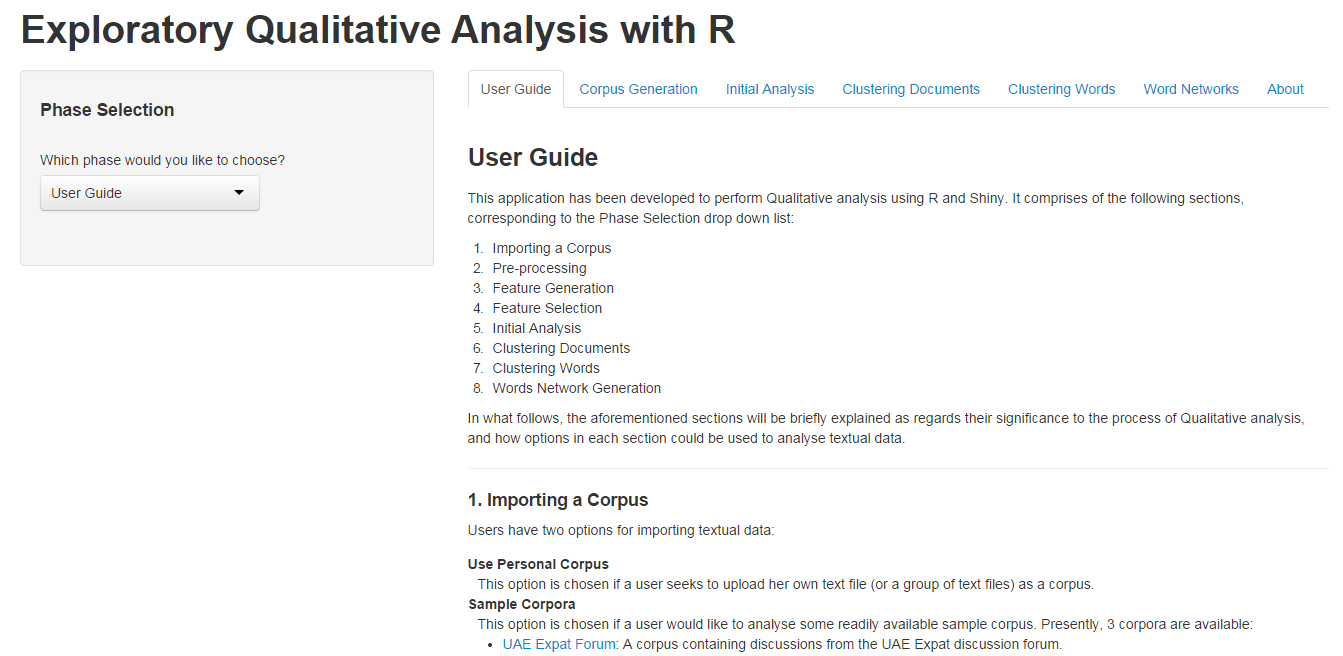 Exploratory Qualitative Analysis with R
Phase Selection
Which phase would you like to choose?
User Guide
User Guide Corpus Generation Initial Analysis Clustering Documents Clustering Words Word Networks About
User Guide
This application has been developed to perform Qualitative analysis using R and Shiny. It comprises of the following sections,
corresponding to the Phase Selection drop down list:
1. Importing a Corpus
2. Pre-processing
3. Feature Generation
4. Feature Selection
5. Initial Analysis
6. Clustering Documents
7. Clustering Words
8. Words Network Generation
In what follows, the aforementioned sections will be briefly explained as regards their significance to the process of Qualitative analysis,
and how options in each section could be used to analyse textual data.
1. Importing a Corpus
Users have two options for importing textual data:
Use Personal Corpus
This option is chosen if a user seeks to upload her own text file (or a group of text files) as a corpus.
Sample Corpora
This option is chosen if a user would like to analyse some readily available sample corpus. Presently, 3 corpora are available:
• UAE Expat Forum: A corpus containing discussions from the UAE Expat discussion forum.